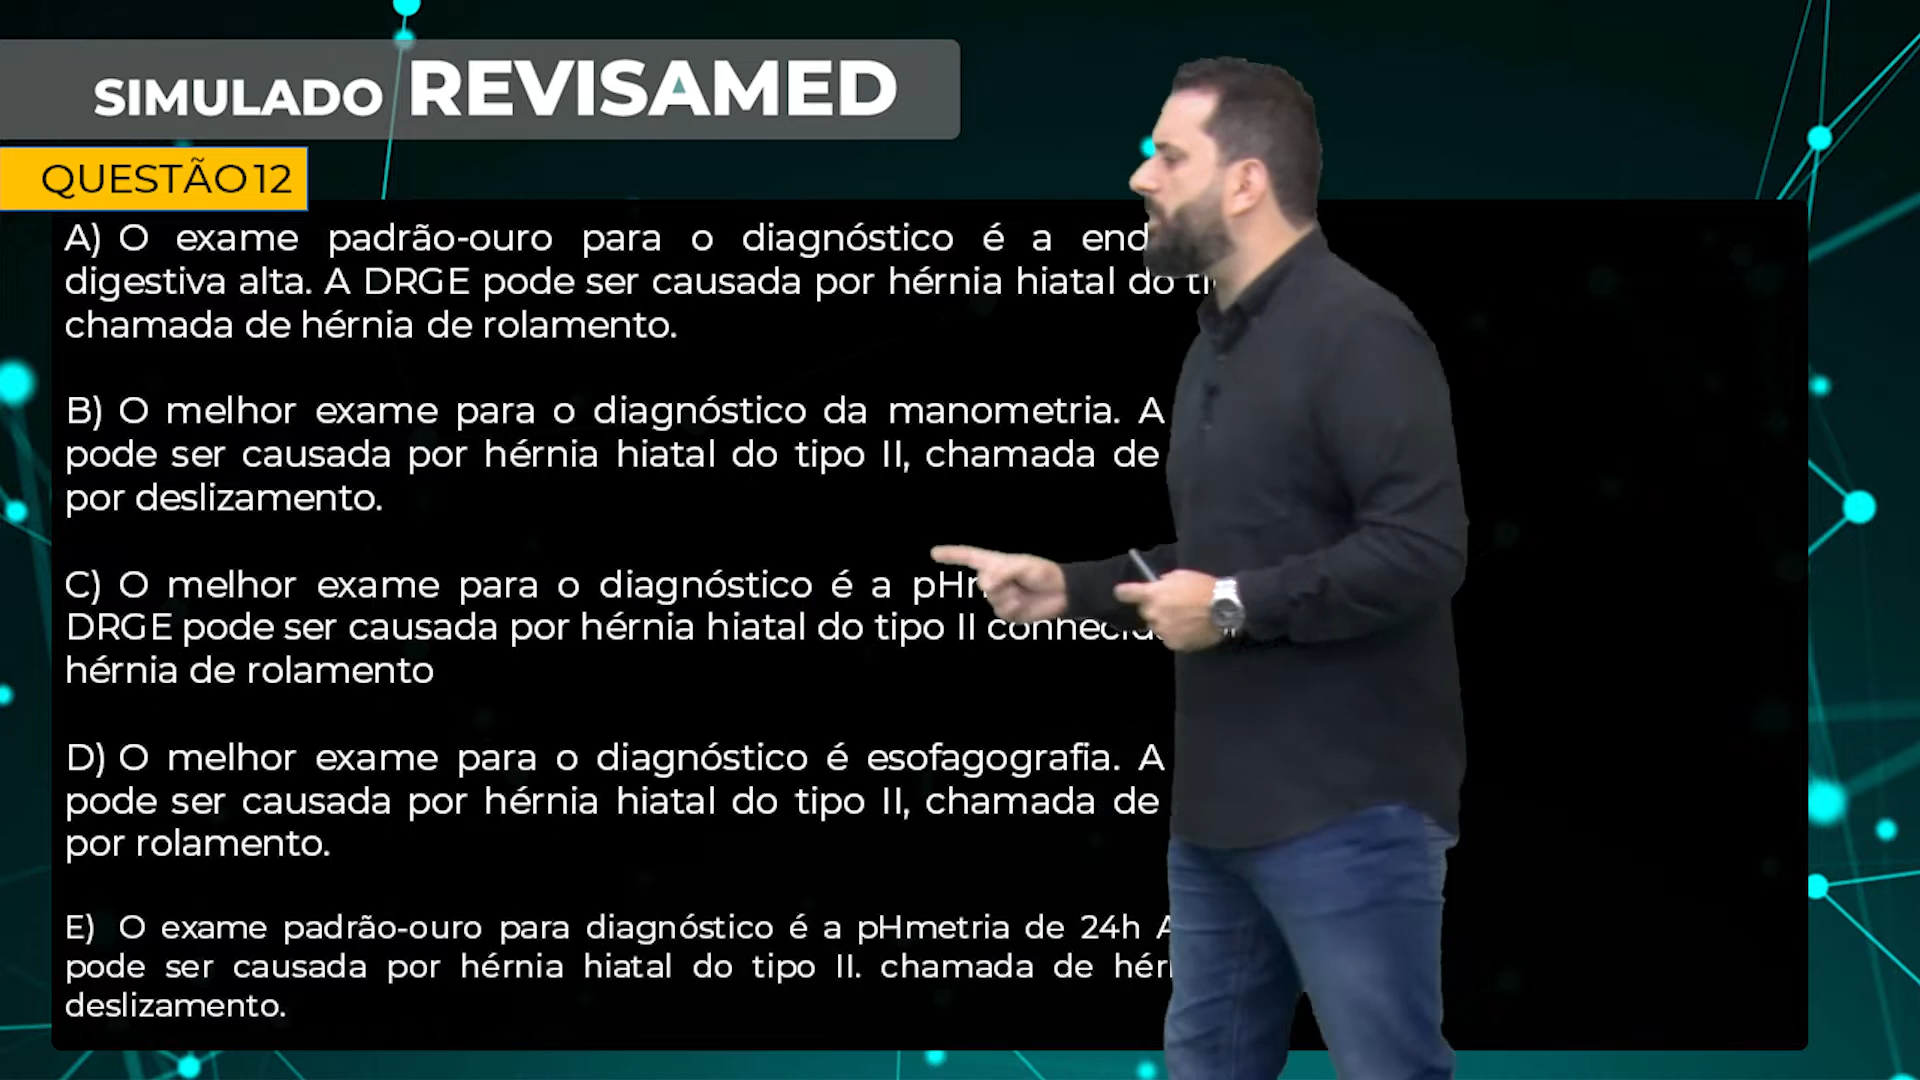 SIMULADO REVISAMED
QUESTÃO 12
A) O exame padrão-ouro para o diagnóstico é a
digestiva alta. A DRGE pode ser causada por hérnia hiatal do
chamada de hérnia de rolamento.
B) O melhor exame para o diagnóstico da manometria. A
pode ser causada por hérnia hiatal do tipo II, chamada de
por deslizamento.
C) O melhor exame para o diagnóstico é a
DRGE pode ser causada por hérnia hiatal do tipo II
hérnia de rolamento
D) O melhor exame para o diagnóstico é esofagografia. A
pode ser causada por hérnia hiatal do tipo II, chamada de
por rolamento.
E) O exame padrão-ouro para diagnóstico é a pHmetria de 24h A
pode ser causada por hérnia hiatal do tipo II. chamada de
deslizamento.